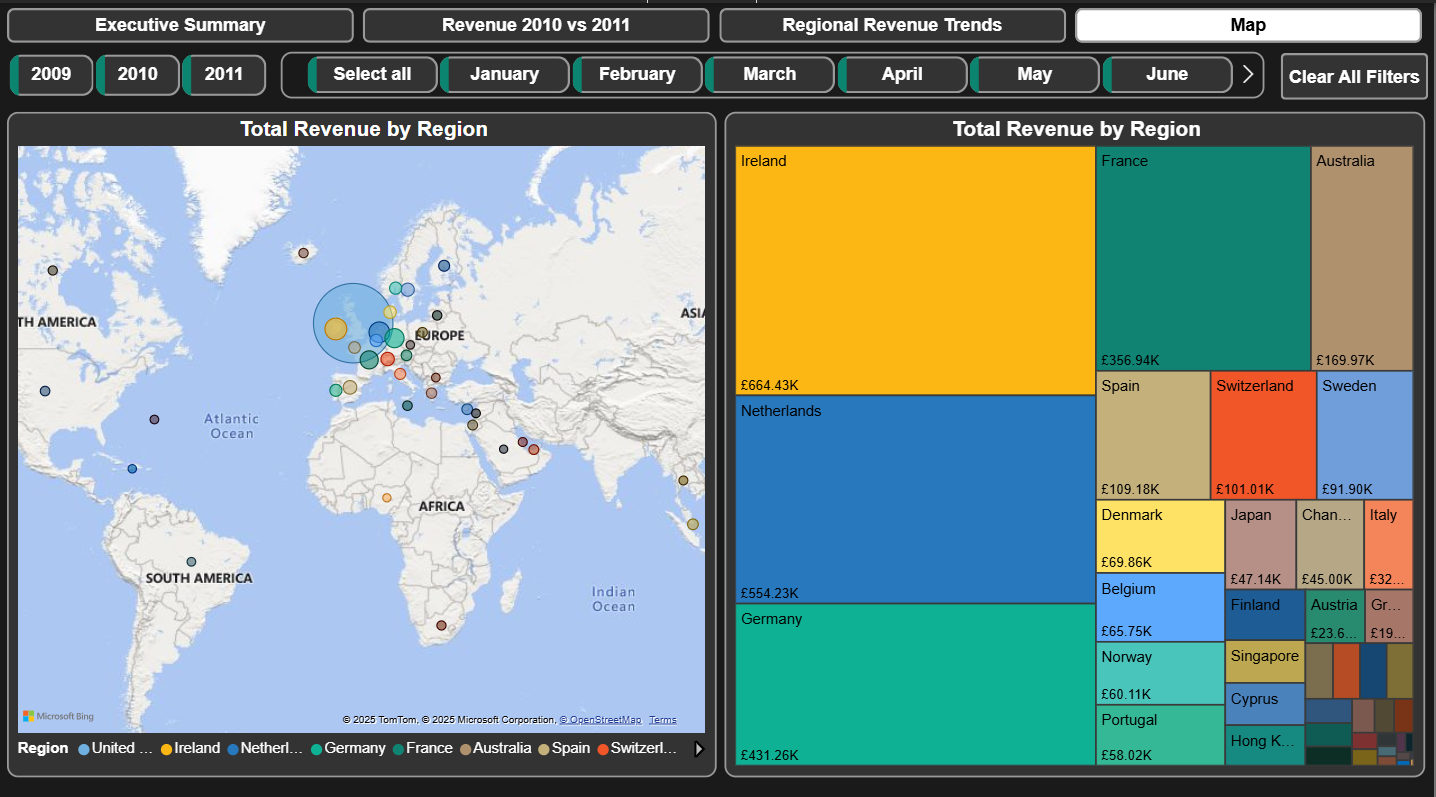 Executive Summary
Revenue 2010 vs 2011
Regional Revenue Trends
Map
2009
2010
2011
Select all
January
February
March
April
May
June
Clear All Filters
Total Revenue by Region
TH AMERICA
EUROPE
ASIA
Atlantic
Ocean
AFRICA
SOUTH AMERICA
Indian
Ocean
Microsoft Bing
© 2025 TomTom, © 2025 Microsoft Corporation, © OpenStreetMap Terms
Region United ... Ireland Netherl... Germany France Australia Spain Switzerl...
Total Revenue by Region
Ireland
£664.43K
Netherlands
£554.23K
Germany
£431.26K
France
£356.94K
Australia
£169.97K
Spain
£109.18K
Switzerland
£101.01K
Sweden
£91.90K
Denmark
£69.86K
Belgium
£65.75K
Norway
£60.11K
Portugal
£58.02K
Japan
£47.14K
Chan...
£45.00K
Italy
£32...
Finland
Austria
£23.6...
Gr...
£19...
Singapore
Cyprus
Hong K...